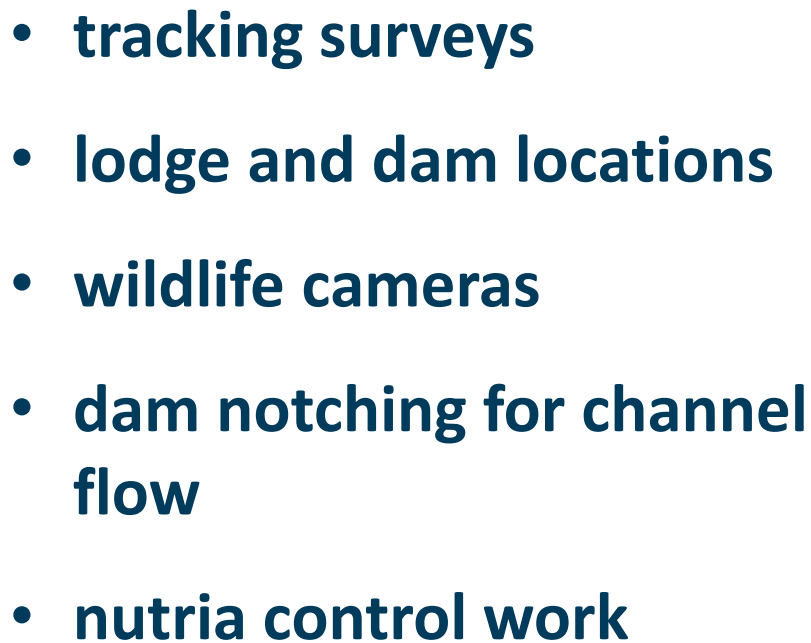 • tracking surveys
• lodge and dam locations
• wildlife cameras
• dam notching for channel
flow
• nutria control work